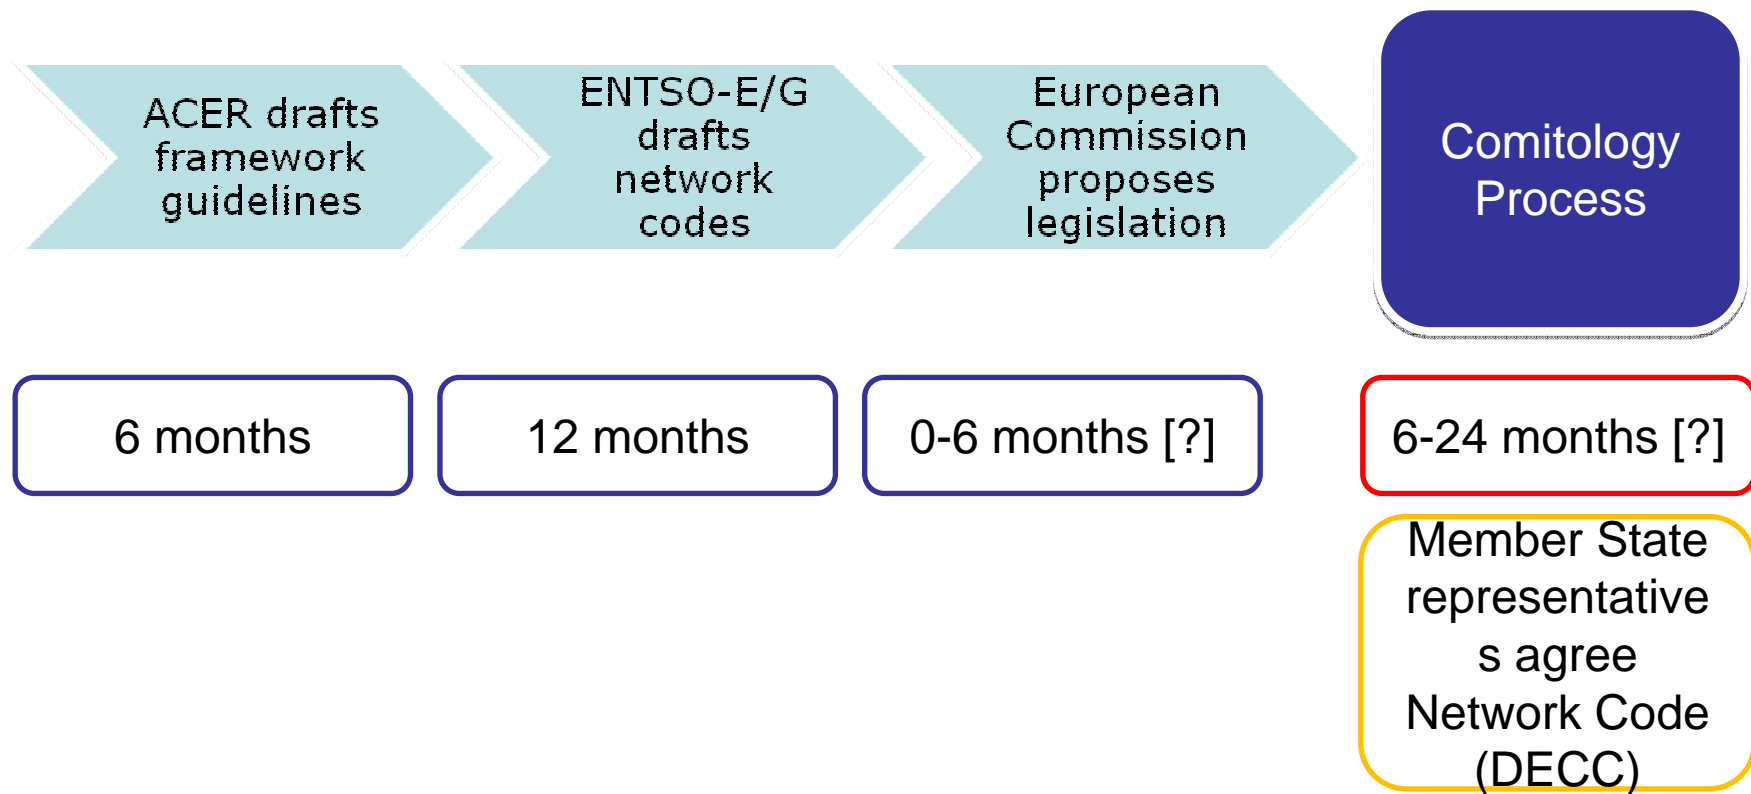 ACER drafts
framework
guidelines
ENTSO-E/G
drafts
network
codes
European
Commission
proposes
legislation
Comitology
Process
6 months
12 months
0-6 months [?]
6-24 months [?]
Member State
representative
s agree
Network Code
(DECC)